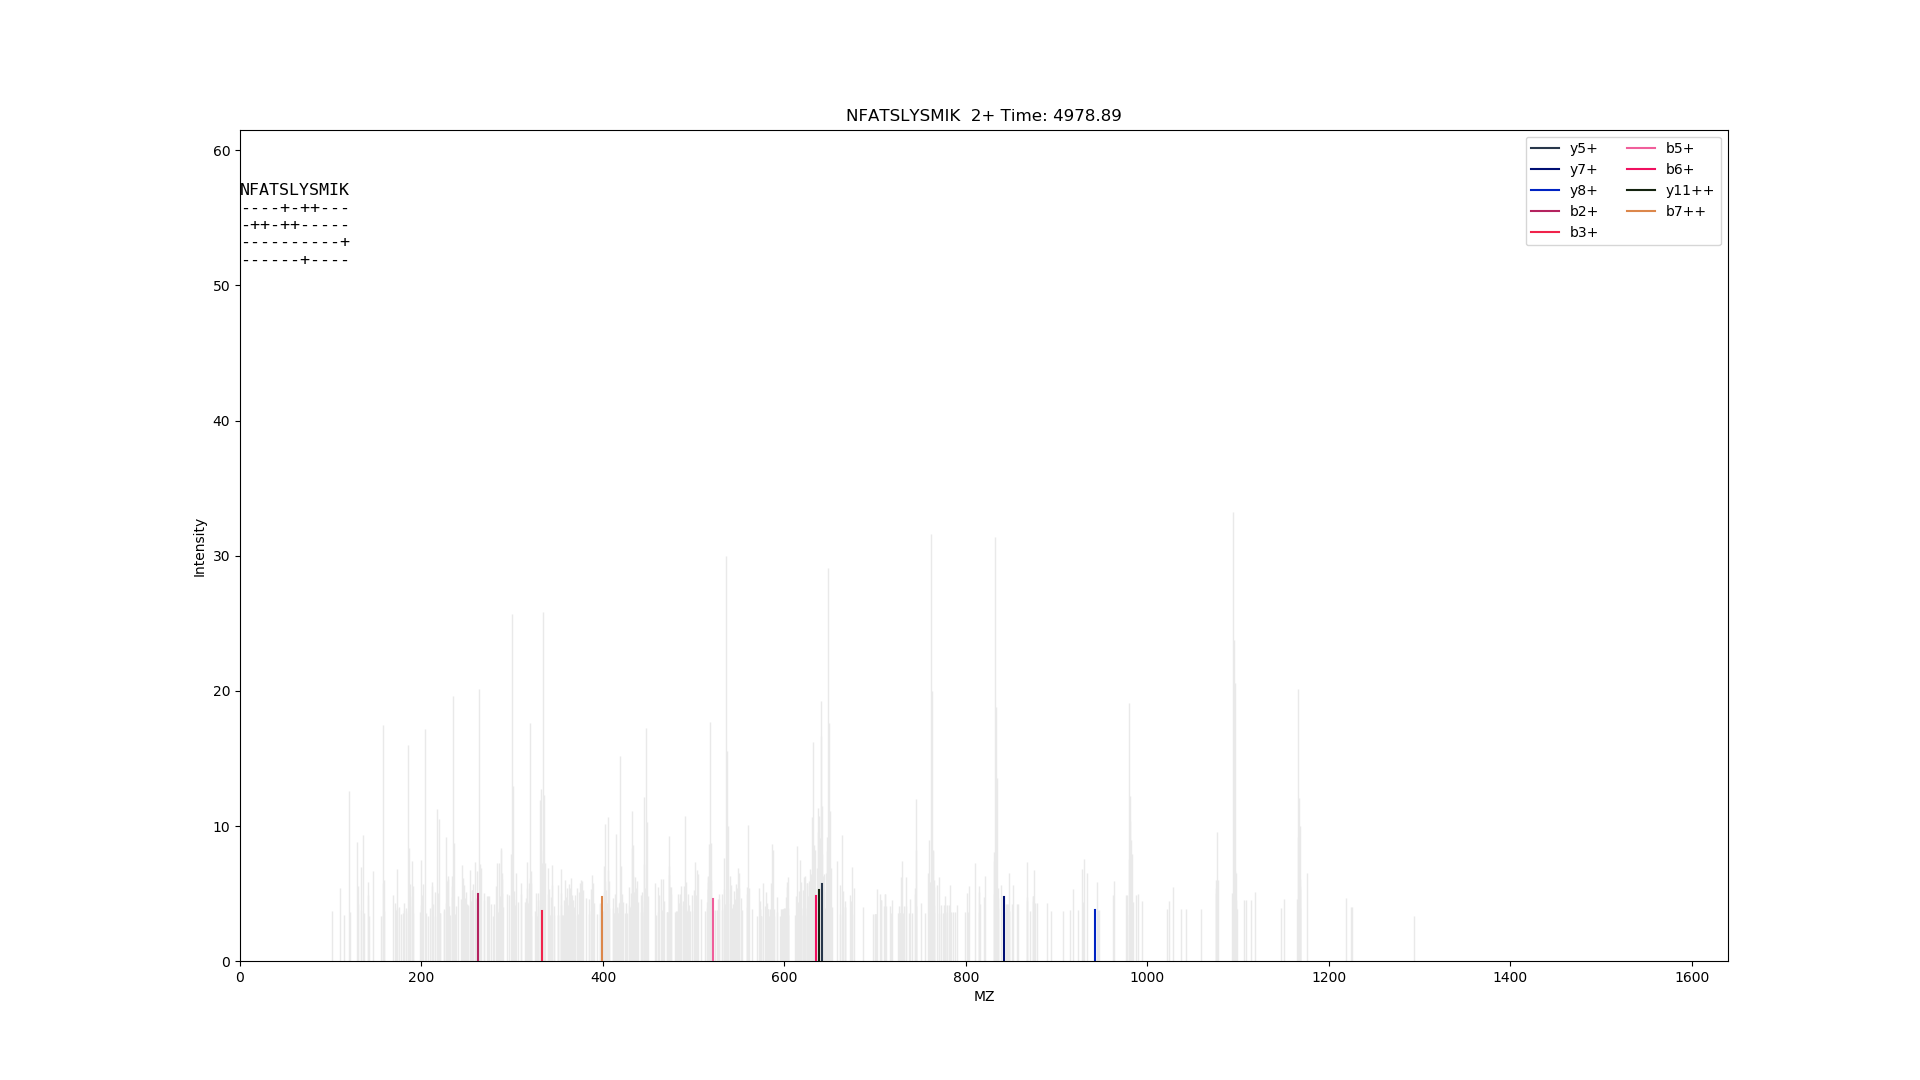 NFATSLYSMIK  2+ Time: 4978.89
60
50
40
30
20
10
0
Intensity
NFATSLYSMIK
----+-++---
-++-++-----
----------+
------+----
y5+
y7+
y8+
b2+
b3+
b5+
b6+
y11++
b7++
0 200 400 600 800 1000 1200 1400 1600
MZ